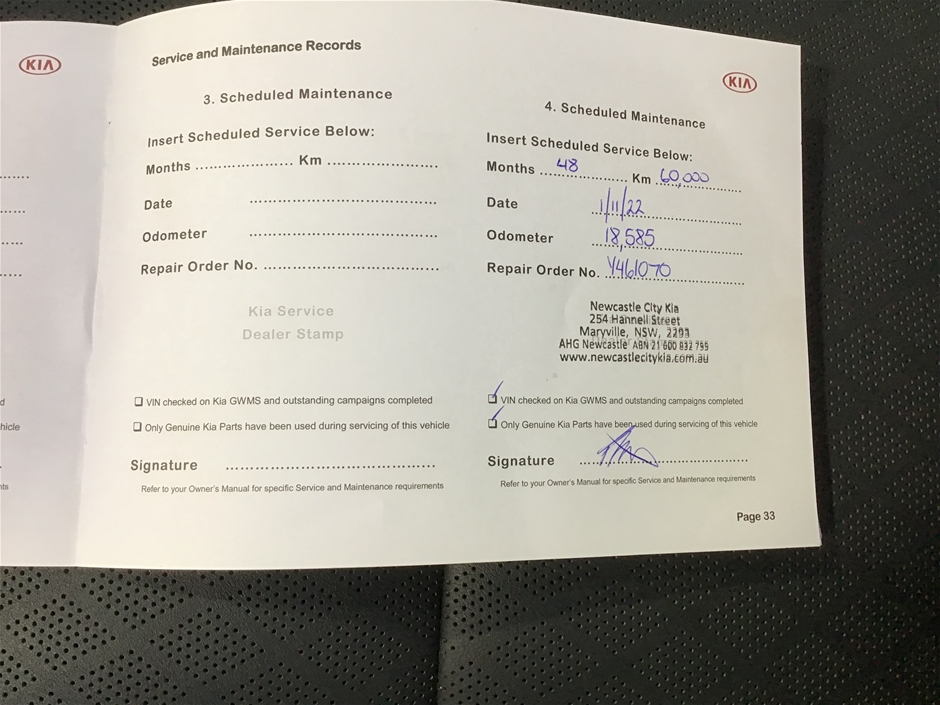 KIA
Service and Maintenance Records
3. Scheduled Maintenance
Insert Scheduled Service Below:
Months .................... Km ......................
Date ......................................
Odometer ......................................
Repair Order No. ......................................
Kia Service
Dealer Stamp
VIN checked on Kia GWMS and outstanding campaigns completed
Only Genuine Kia Parts have been used during servicing of this vehicle
Signature ...........................................
Refer to your Owner's Manual for specific Service and Maintenance requirements
KIA
4. Scheduled Maintenance
Insert Scheduled Service Below:
Months 48 Km 60,000
Date 1/11/22
Odometer 18,585
Repair Order No. Y461070
Newcastle City Kia
254 Hannell Street
Maryville, NSW, 2293
AHG Newcastle ABN 21 600 832 755
www.newcastlecitykia.com.au
VIN checked on Kia GWMS and outstanding campaigns completed
Only Genuine Kia Parts have been used during servicing of this vehicle
Signature
Refer to your Owner's Manual for specific Service and Maintenance requirements
Page 33
hicle